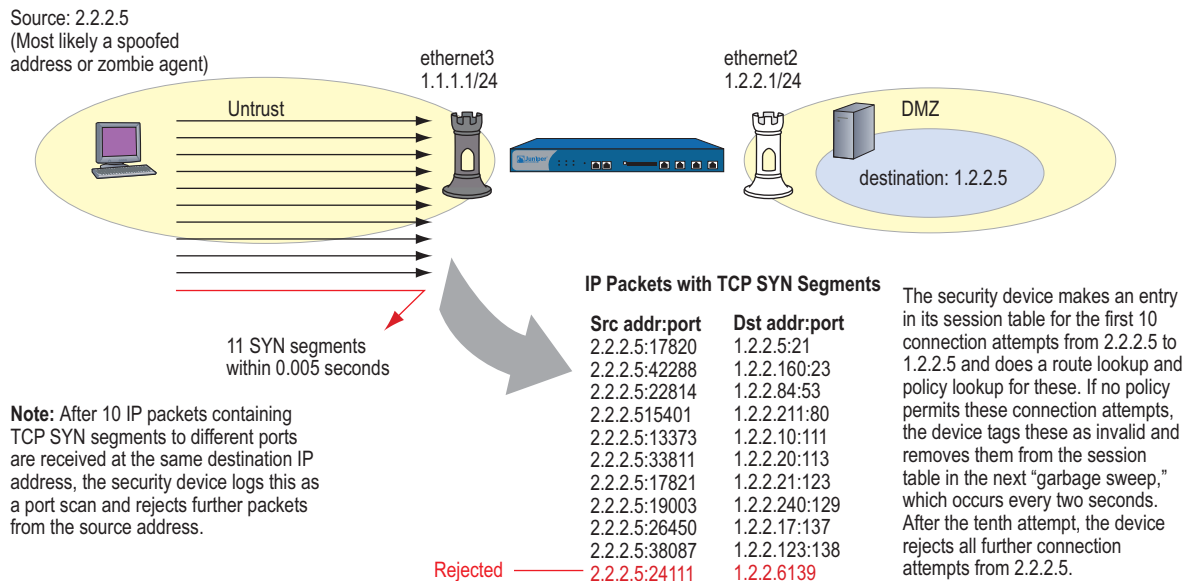 Source: 2.2.2.5
(Most likely a spoofed
address or zombie agent)
ethernet3
1.1.1.1/24
ethernet2
1.2.2.1/24
Untrust
DMZ
Juniper
destination: 1.2.2.5
11 SYN segments
within 0.005 seconds
Note: After 10 IP packets containing
TCP SYN segments to different ports
are received at the same destination IP
address, the security device logs this as
a port scan and rejects further packets
from the source address.
IP Packets with TCP SYN Segments
Src addr:port Dst addr:port
2.2.2.5:17820 1.2.2.5:21
2.2.2.5:42288 1.2.2.160:23
2.2.2.5:22814 1.2.2.84:53
2.2.2.515401 1.2.2.211:80
2.2.2.5:13373 1.2.2.10:111
2.2.2.5:33811 1.2.2.20:113
2.2.2.5:17821 1.2.2.21:123
2.2.2.5:19003 1.2.2.240:129
2.2.2.5:26450 1.2.2.17:137
2.2.2.5:38087 1.2.2.123:138
Rejected 2.2.2.5:24111 1.2.2.6139
The security device makes an entry
in its session table for the first 10
connection attempts from 2.2.2.5 to
1.2.2.5 and does a route lookup and
policy lookup for these. If no policy
permits these connection attempts,
the device tags these as invalid and
removes them from the session
table in the next “garbage sweep,”
which occurs every two seconds.
After the tenth attempt, the device
rejects all further connection
attempts from 2.2.2.5.